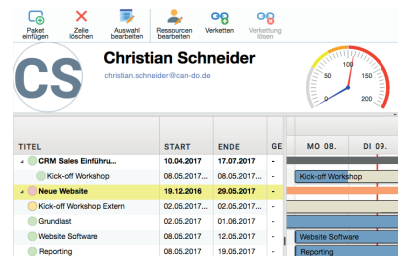 Paket einfügen
Zeile löschen
Auswahl bearbeiten
Ressourcen bearbeiten
Verketten
Verkettung lösen
CS
Christian Schneider
christian.schneider@can-do.de
0 50 100 150 200
TITEL START ENDE GE MO 08. DI 09.
CRM Sales Einführu... 10.04.2017 17.07.2017 -
Kick-off Workshop 08.05.2017... 08.05.2017... - Kick-off Workshop
Neue Website 19.12.2016 29.05.2017 -
Kick-off Workshop Extern 02.05.2017... 02.05.2017... -
Grundlast 02.05.2017 01.06.2017 -
Website Software 08.05.2017 12.05.2017 - Website Software
Reporting 08.05.2017 19.05.2017 - Reporting